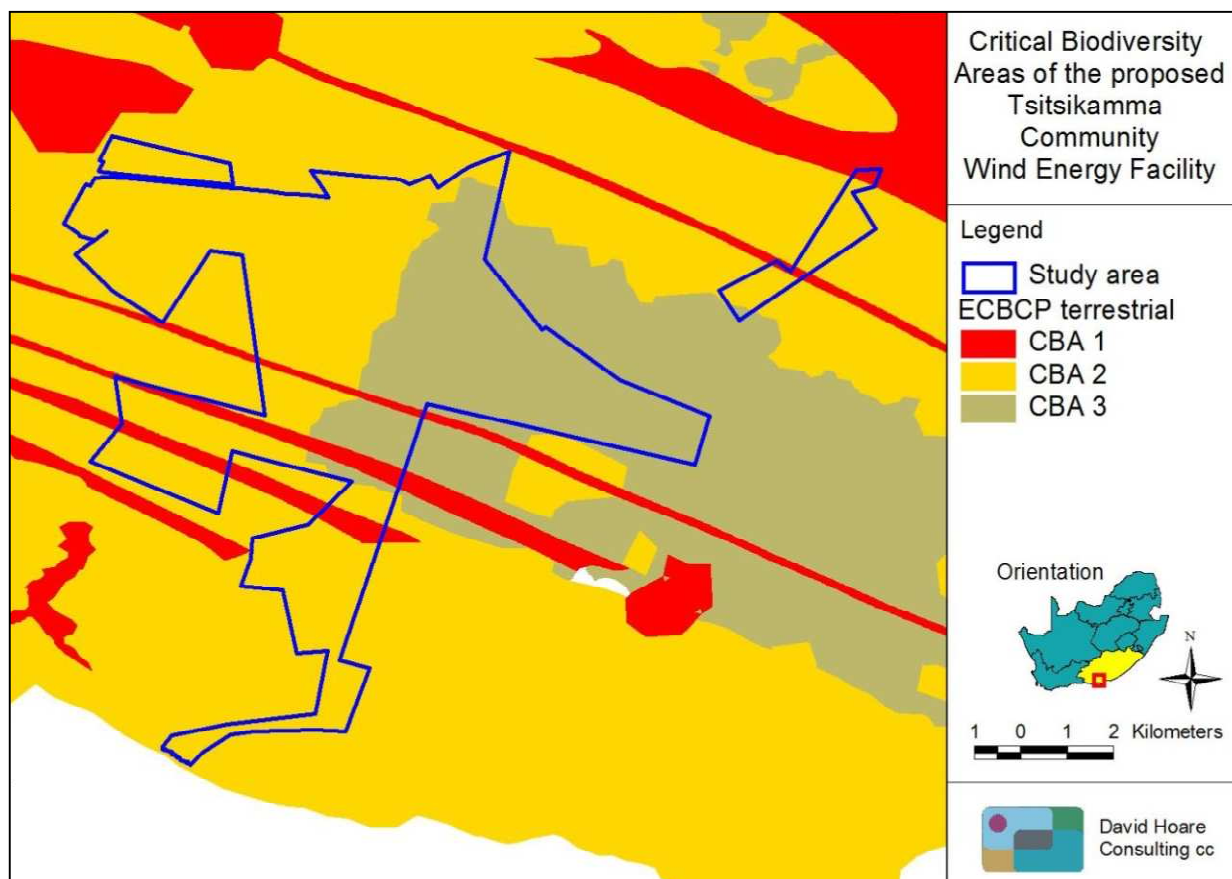 Critical Biodiversity
Areas of the proposed
Tsitsikamma
Community
Wind Energy Facility
Legend
Study area
ECBCP terrestrial
CBA 1
CBA 2
CBA 3
Orientation
N
1 0 1 2 Kilometers
David Hoare
Consulting cc